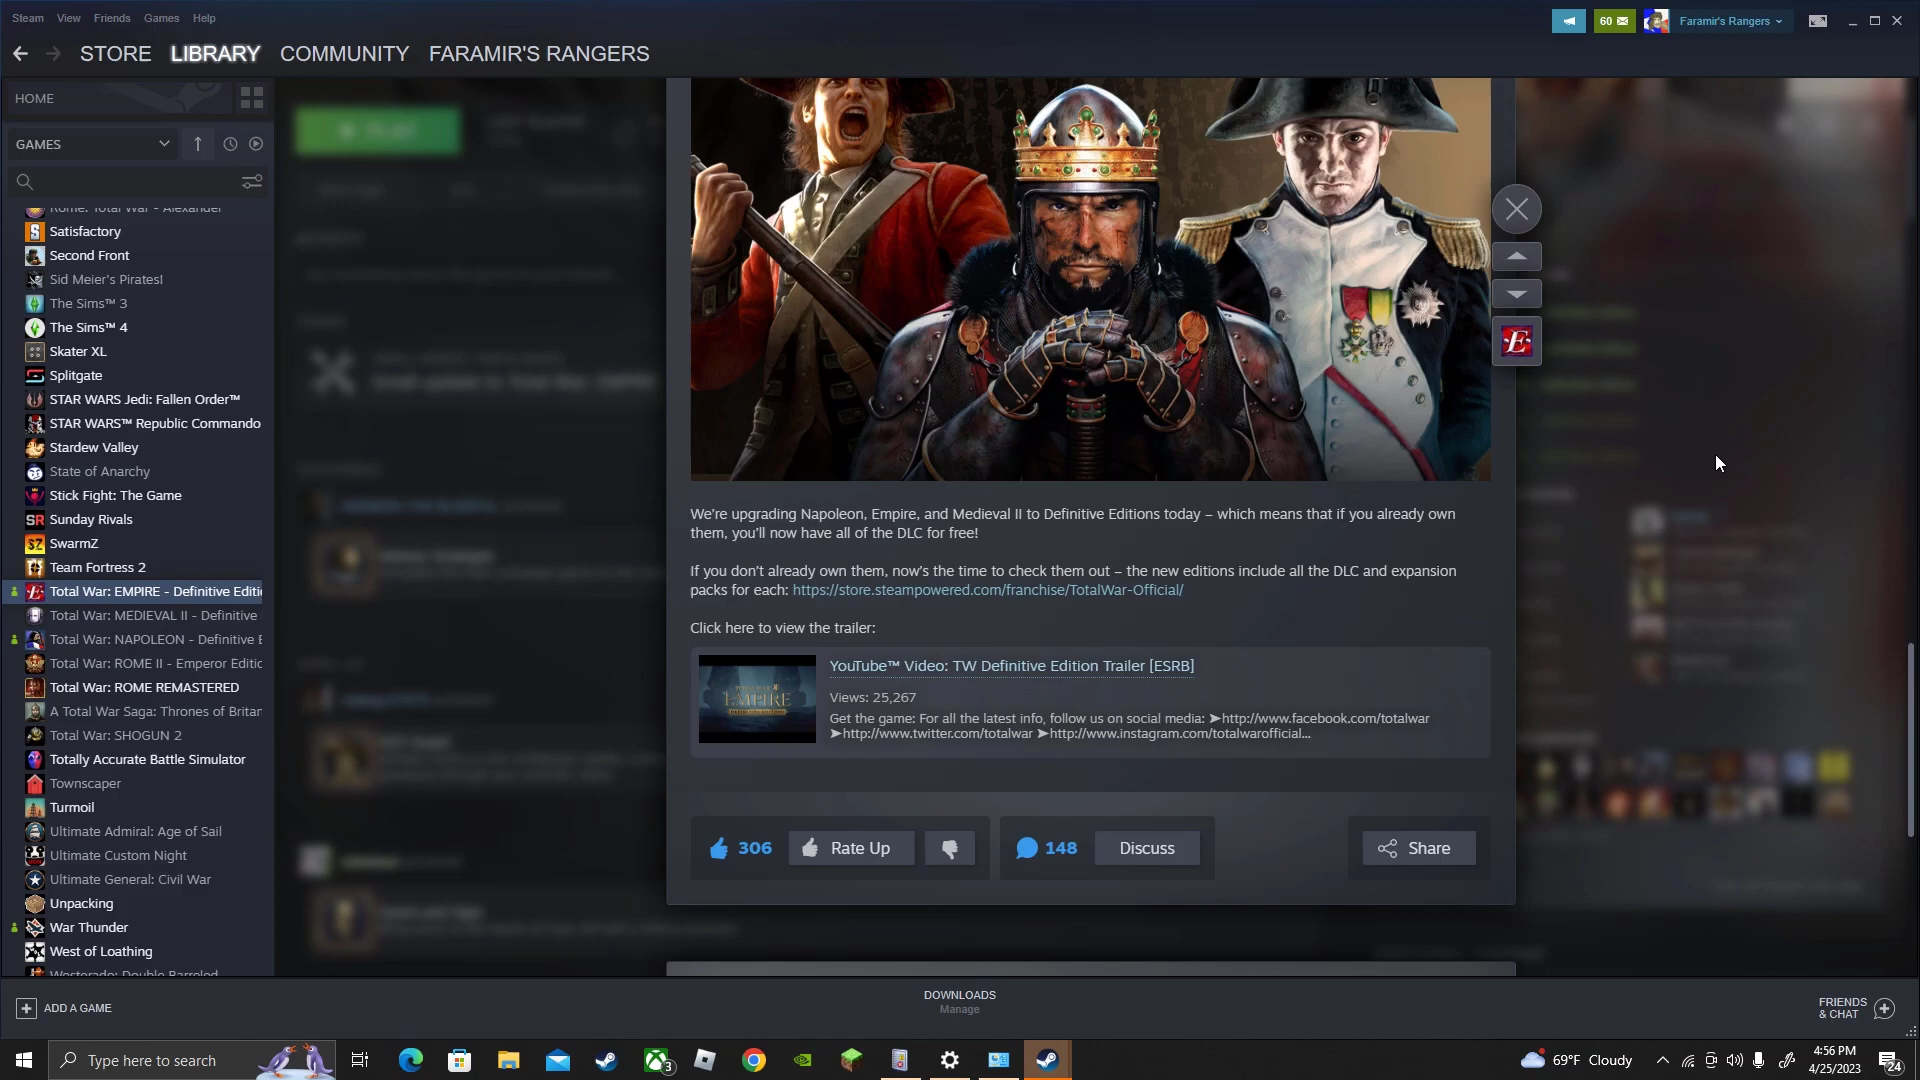 Steam View Friends Games Help
60 Faramir's Rangers
STORE LIBRARY COMMUNITY FARAMIR'S RANGERS
HOME
GAMES
Rome: Total War - Alexander
Satisfactory
Second Front
Sid Meier's Pirates!
The Sims™ 3
The Sims™ 4
Skater XL
Splitgate
STAR WARS Jedi: Fallen Order™
STAR WARS™ Republic Commando
Stardew Valley
State of Anarchy
Stick Fight: The Game
Sunday Rivals
SwarmZ
Team Fortress 2
Total War: EMPIRE - Definitive Editi
Total War: MEDIEVAL II - Definitive
Total War: NAPOLEON - Definitive E
Total War: ROME II - Emperor Editic
Total War: ROME REMASTERED
A Total War Saga: Thrones of Britar
Total War: SHOGUN 2
Totally Accurate Battle Simulator
Townscaper
Turmoil
Ultimate Admiral: Age of Sail
Ultimate Custom Night
Ultimate General: Civil War
Unpacking
War Thunder
West of Loathing
Westerado: Double Barreled
PLAY
E
We're upgrading Napoleon, Empire, and Medieval II to Definitive Editions today – which means that if you already own
them, you'll now have all of the DLC for free!
If you don't already own them, now's the time to check them out – the new editions include all the DLC and expansion
packs for each: https://store.steampowered.com/franchise/TotalWar-Official/
Click here to view the trailer:
EMPIRE
YouTube™ Video: TW Definitive Edition Trailer [ESRB]
Views: 25,267
Get the game: For all the latest info, follow us on social media: ➤http://www.facebook.com/totalwar
➤http://www.twitter.com/totalwar ➤http://www.instagram.com/totalwarofficial...
306 Rate Up 148 Discuss Share
ADD A GAME
DOWNLOADS
Manage
FRIENDS
& CHAT
Type here to search
3
69°F Cloudy
4:56 PM
4/25/2023
24